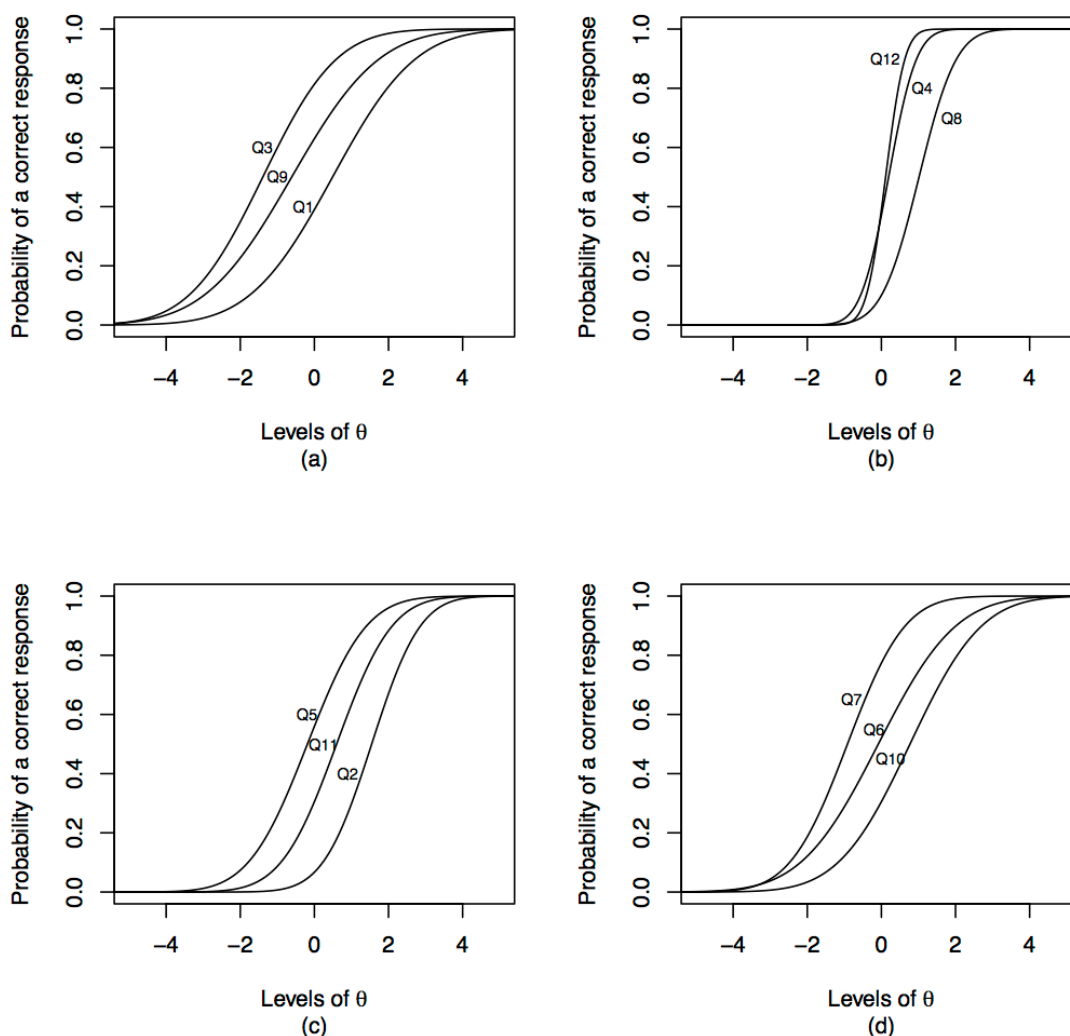 Probability of a correct response
1.0
0.8
0.6
0.4
0.2
0.0
Q3
Q9
Q1
−4 −2 0 2 4
Levels of θ
(a)
Probability of a correct response
1.0
0.8
0.6
0.4
0.2
0.0
Q12
Q4
Q8
−4 −2 0 2 4
Levels of θ
(b)
Probability of a correct response
1.0
0.8
0.6
0.4
0.2
0.0
Q5
Q11
Q2
−4 −2 0 2 4
Levels of θ
(c)
Probability of a correct response
1.0
0.8
0.6
0.4
0.2
0.0
Q7
Q6
Q10
−4 −2 0 2 4
Levels of θ
(d)